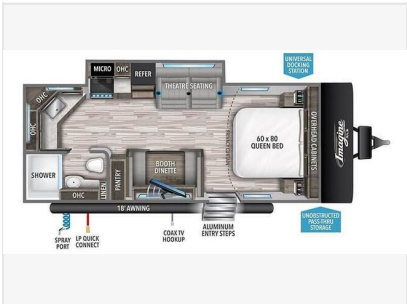 UNIVERSAL
DOCKING
STATION
MICRO
OHC
REFER
THEATRE SEATING
OHC
OHC
60 x 80
QUEEN BED
OVERHEAD CABINETS
Imagine
BOOTH
DINETTE
SHOWER
PANTRY
LINEN
OHC
18' AWNING
SPRAY
PORT
LP QUICK
CONNECT
COAX TV
HOOKUP
ALUMINUM
ENTRY STEPS
UNOBSTRUCTED
PASS-THRU
STORAGE